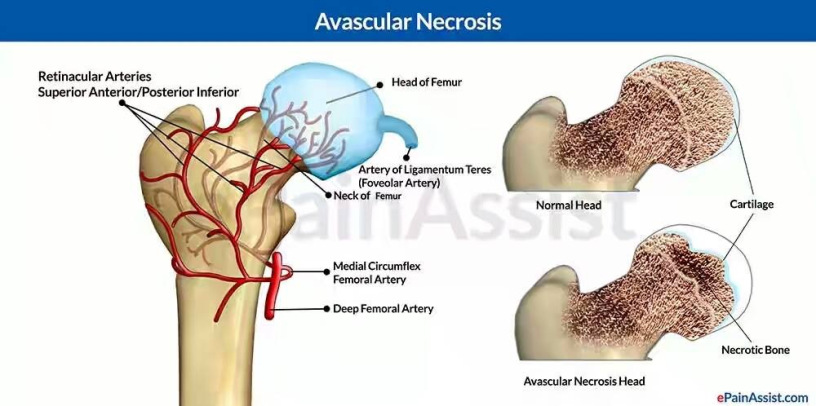 Avascular Necrosis
Retinacular Arteries
Superior Anterior/Posterior Inferior
Head of Femur
Artery of Ligamentum Teres
(Foveolar Artery)
Neck of Femur
Medial Circumflex
Femoral Artery
Deep Femoral Artery
Normal Head
Cartilage
Necrotic Bone
Avascular Necrosis Head
ePainAssist
ePainAssist.com